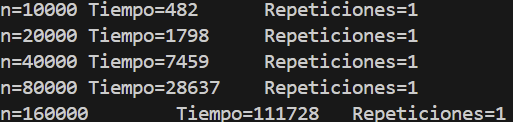 n=10000 Tiempo=482 Repeticiones=1
n=20000 Tiempo=1798 Repeticiones=1
n=40000 Tiempo=7459 Repeticiones=1
n=80000 Tiempo=28637 Repeticiones=1
n=160000 Tiempo=111728 Repeticiones=1